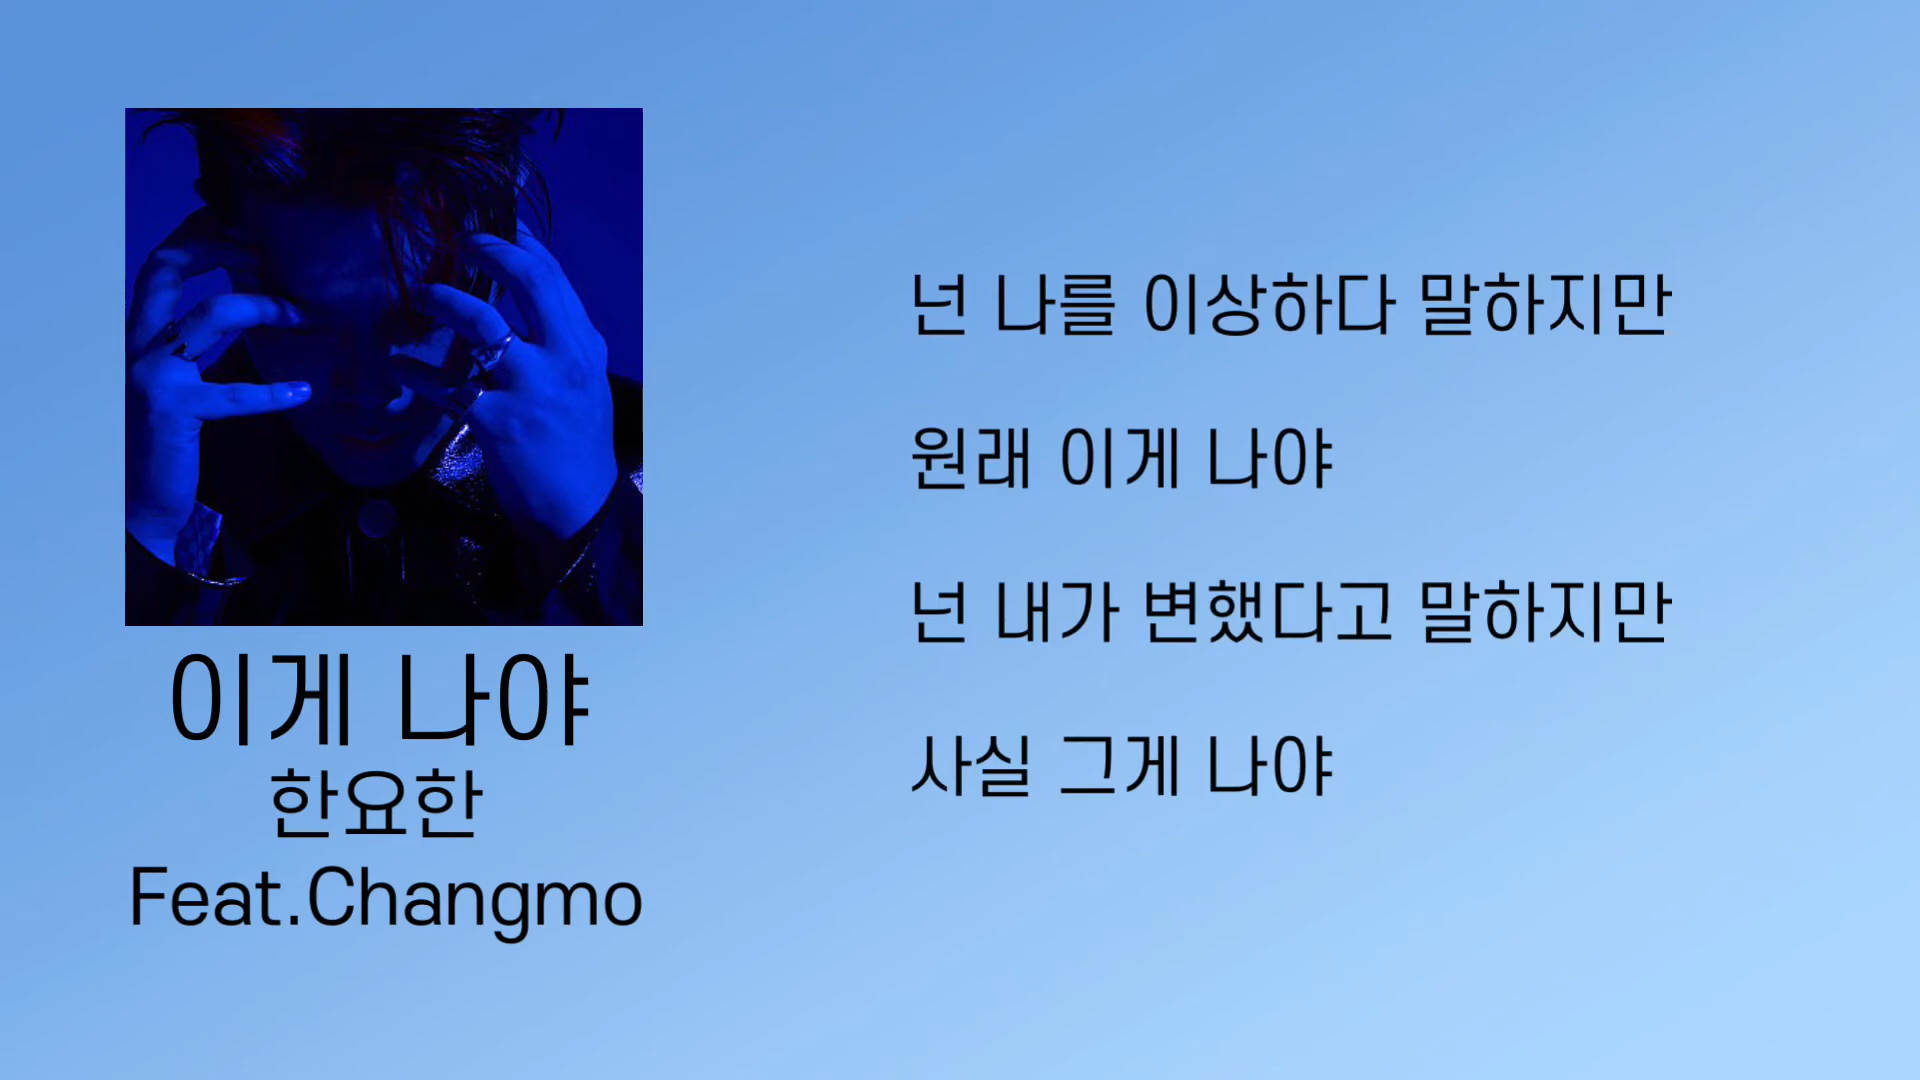 이게 나야
한요한
Feat.Changmo
넌 나를 이상하다 말하지만
원래 이게 나야
넌 내가 변했다고 말하지만
사실 그게 나야